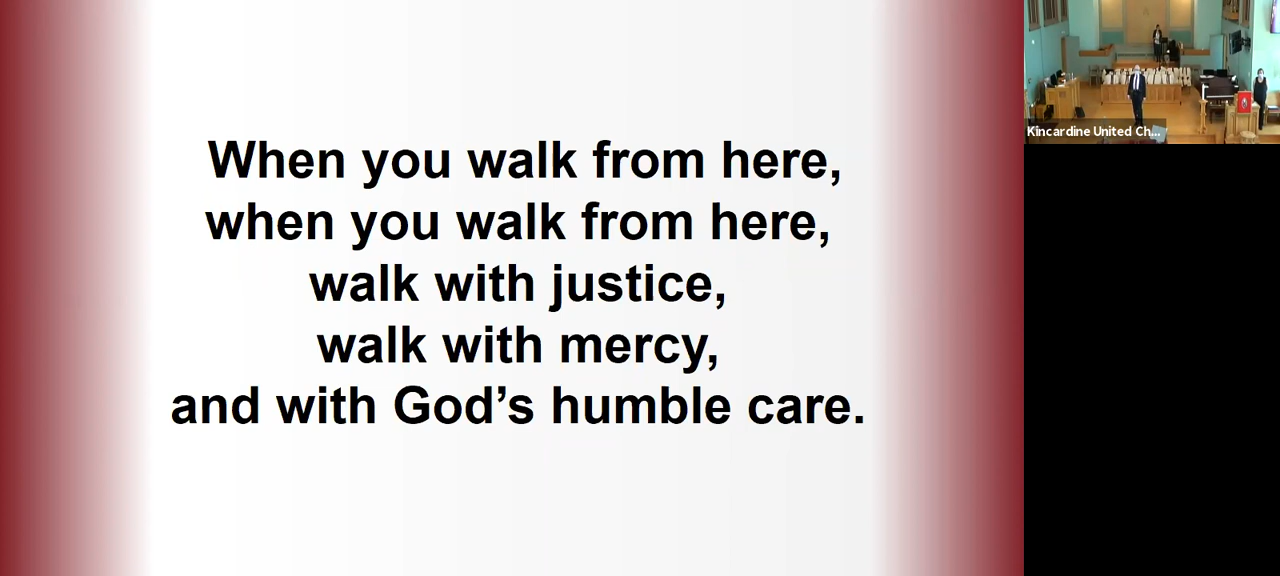 When you walk from here,
when you walk from here,
walk with justice,
walk with mercy,
and with God’s humble care.
Kincardine United Ch...